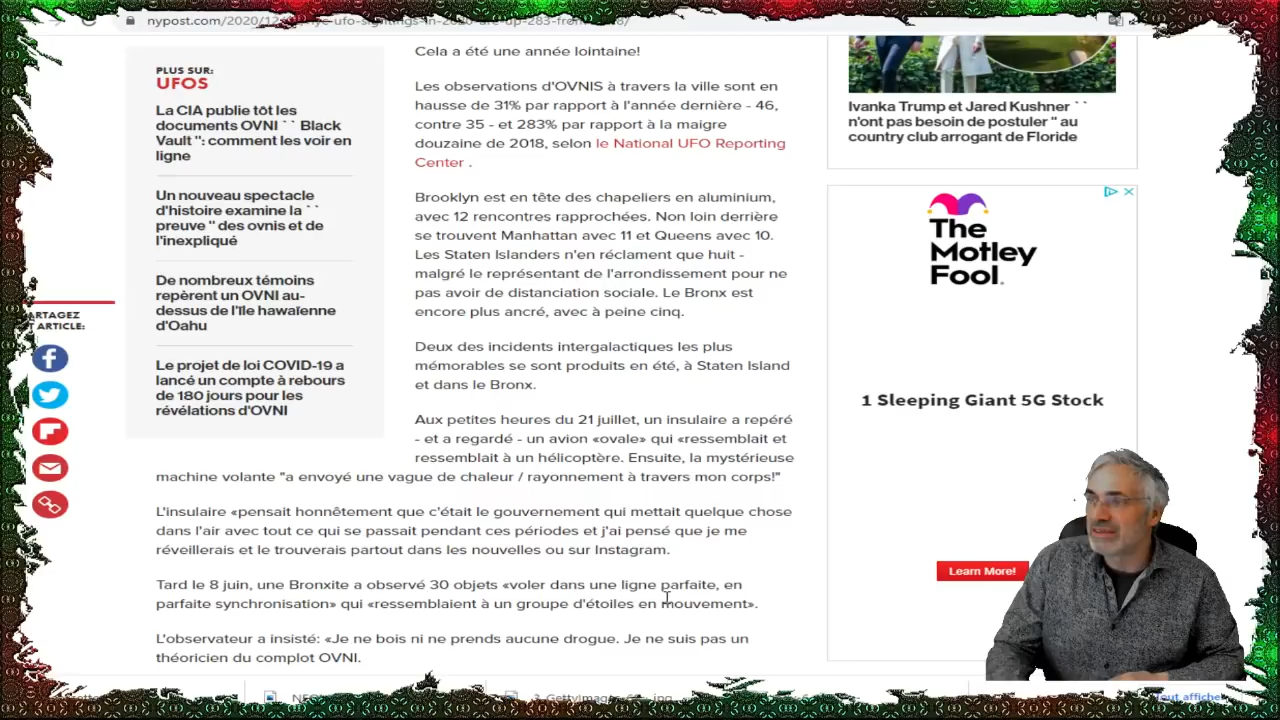 nypost.com/2020/12/
-ufo-sightings-in-2020-are-up-283-from
Cela a été une année lointaine!
Les observations d'OVNIS à travers la ville sont en
hausse de 31% par rapport à l'année dernière - 46,
contre 35 - et 283% par rapport à la maigre
douzaine de 2018, selon le National UFO Reporting
Center .
Brooklyn est en tête des chapeliers en aluminium,
avec 12 rencontres rapprochées. Non loin derrière
se trouvent Manhattan avec 11 et Queens avec 10.
Les Staten Islanders n'en réclament que huit -
malgré le représentant de l'arrondissement pour ne
pas avoir de distanciation sociale. Le Bronx est
encore plus ancré, avec à peine cinq.
Deux des incidents intergalactiques les plus
mémorables se sont produits en été, à Staten Island
et dans le Bronx.
Aux petites heures du 21 juillet, un insulaire a repéré
- et a regardé - un avion «ovale» qui «ressemblait et
ressemblait à un hélicoptère. Ensuite, la mystérieuse
machine volante "a envoyé une vague de chaleur / rayonnement à travers mon corps!"
L'insulaire «pensait honnêtement que c'était le gouvernement qui mettait quelque chose
dans l'air avec tout ce qui se passait pendant ces périodes et j'ai pensé que je me
réveillerais et le trouverais partout dans les nouvelles ou sur Instagram.
Tard le 8 juin, une Bronxite a observé 30 objets «voler dans une ligne parfaite, en
parfaite synchronisation» qui «ressemblaient à un groupe d'étoiles en mouvement».
L'observateur a insisté: «Je ne bois ni ne prends aucune drogue. Je ne suis pas un
théoricien du complot OVNI.
PLUS SUR:
UFOS
La CIA publie tôt les
documents OVNI `` Black
Vault '': comment les voir en
ligne
Un nouveau spectacle
d'histoire examine la ``
preuve '' des ovnis et de
l'inexpliqué
De nombreux témoins
repèrent un OVNI au-
dessus de l'île hawaïenne
d'Oahu
Le projet de loi COVID-19 a
lancé un compte à rebours
de 180 jours pour les
révélations d'OVNI
ARTAGEZ
T ARTICLE:
Ivanka Trump et Jared Kushner ``
n'ont pas besoin de postuler '' au
country club arrogant de Floride
The
Motley
Fool.
1 Sleeping Giant 5G Stock
Learn More!
Tout afficher